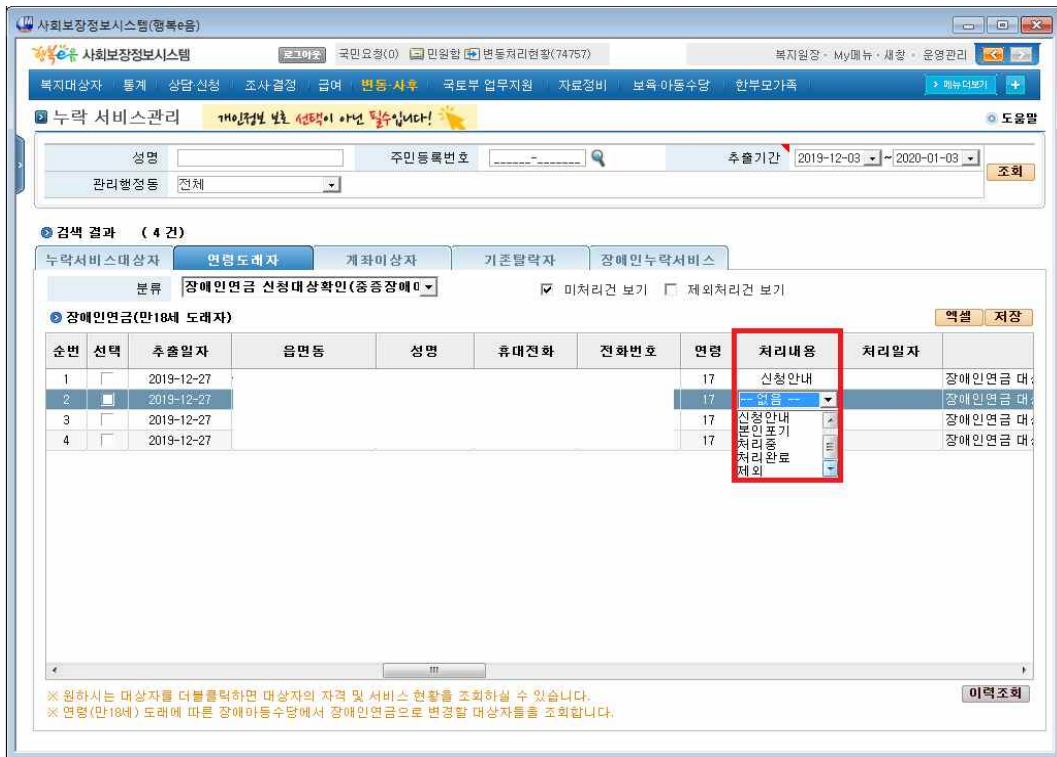 사회보장정보시스템(행복e음)
행복e음 사회보장정보시스템 로그아웃 국민요청(0) 민원함 변동처리현황(74757) 복지원장 · My메뉴 · 새창 · 운영관리
복지대상자 통계 상담·신청 조사·결정 급여 변동·사후 국토부 업무지원 자료정비 보육·아동수당 한부모가족 > 메뉴더보기 +
누락 서비스관리 개인정보 보호 선택이 아닌 필수입니다! 도움말
성명 주민등록번호 ______-_______ 추출기간 2019-12-03 ~ 2020-01-03
조회
관리행정동 전체
검색 결과 ( 4 건)
누락서비스대상자 연령도래자 계좌이상자 기존탈락자 장애인누락서비스
분류 장애인연금 신청대상확인(중증장애 미처리건 보기 제외처리건 보기
장애인연금(만18세 도래자) 엑셀 저장
순번 선택 추출일자 읍면동 성명 휴대전화 전화번호 연령 처리내용 처리일자
1 2019-12-27 17 신청안내 장애인연금 대
2 2019-12-27 17 -- 없음 -- 장애인연금 대
3 2019-12-27 17 신청안내 장애인연금 대
본인포기
4 2019-12-27 17 처리중 장애인연금 대
처리완료
제외
※ 원하시는 대상자를 더블클릭하면 대상자의 자격 및 서비스 현황을 조회하실 수 있습니다. 이력조회
※ 연령(만18세) 도래에 따른 장애아동수당에서 장애인연금으로 변경할 대상자들을 조회합니다.